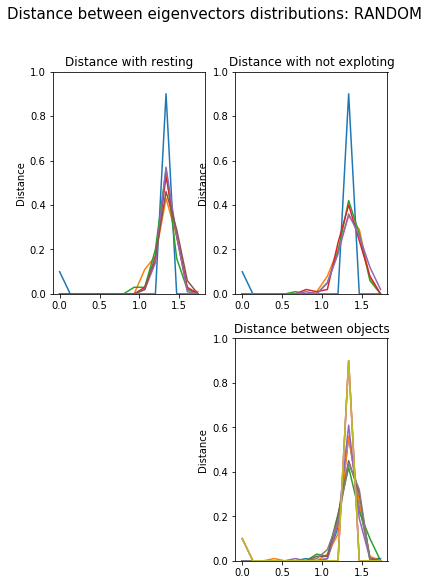 Distance between eigenvectors distributions: RANDOM
Distance with resting
Distance with not exploting
1.0
0.8
0.6
0.4
0.2
0.0
Distance
0.0 0.5 1.0 1.5
1.0
0.8
0.6
0.4
0.2
0.0
Distance
0.0 0.5 1.0 1.5
Distance between objects
1.0
0.8
0.6
0.4
0.2
0.0
Distance
0.0 0.5 1.0 1.5